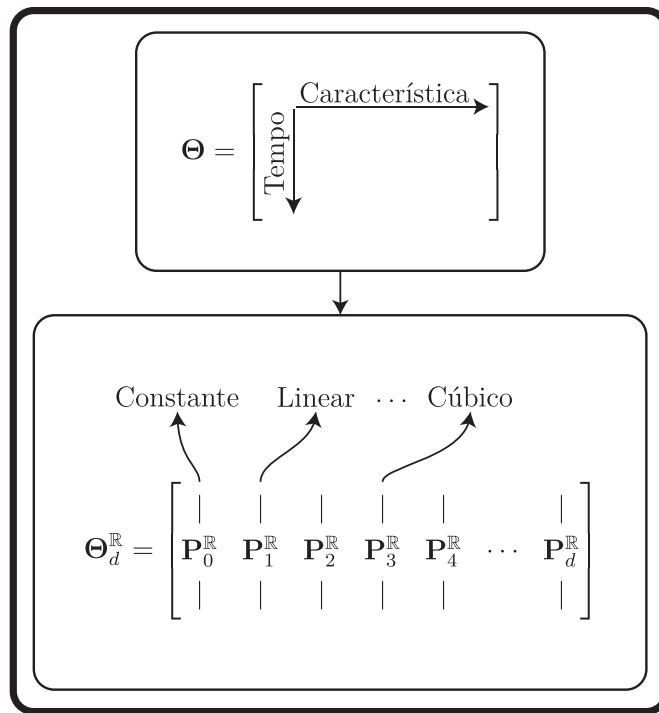 Característica
Θ =
Tempo
Constante Linear ⋯ Cúbico
Θ_d^ℝ = [P_0^ℝ P_1^ℝ P_2^ℝ P_3^ℝ P_4^ℝ ⋯ P_d^ℝ]